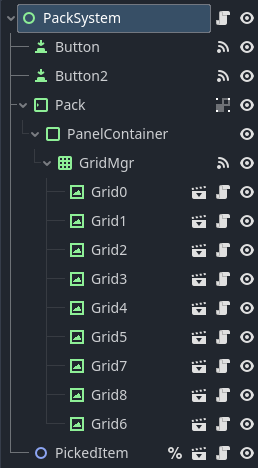 PackSystem
Button
Button2
Pack
PanelContainer
GridMgr
Grid0
Grid1
Grid2
Grid3
Grid4
Grid5
Grid7
Grid8
Grid6
PickedItem %